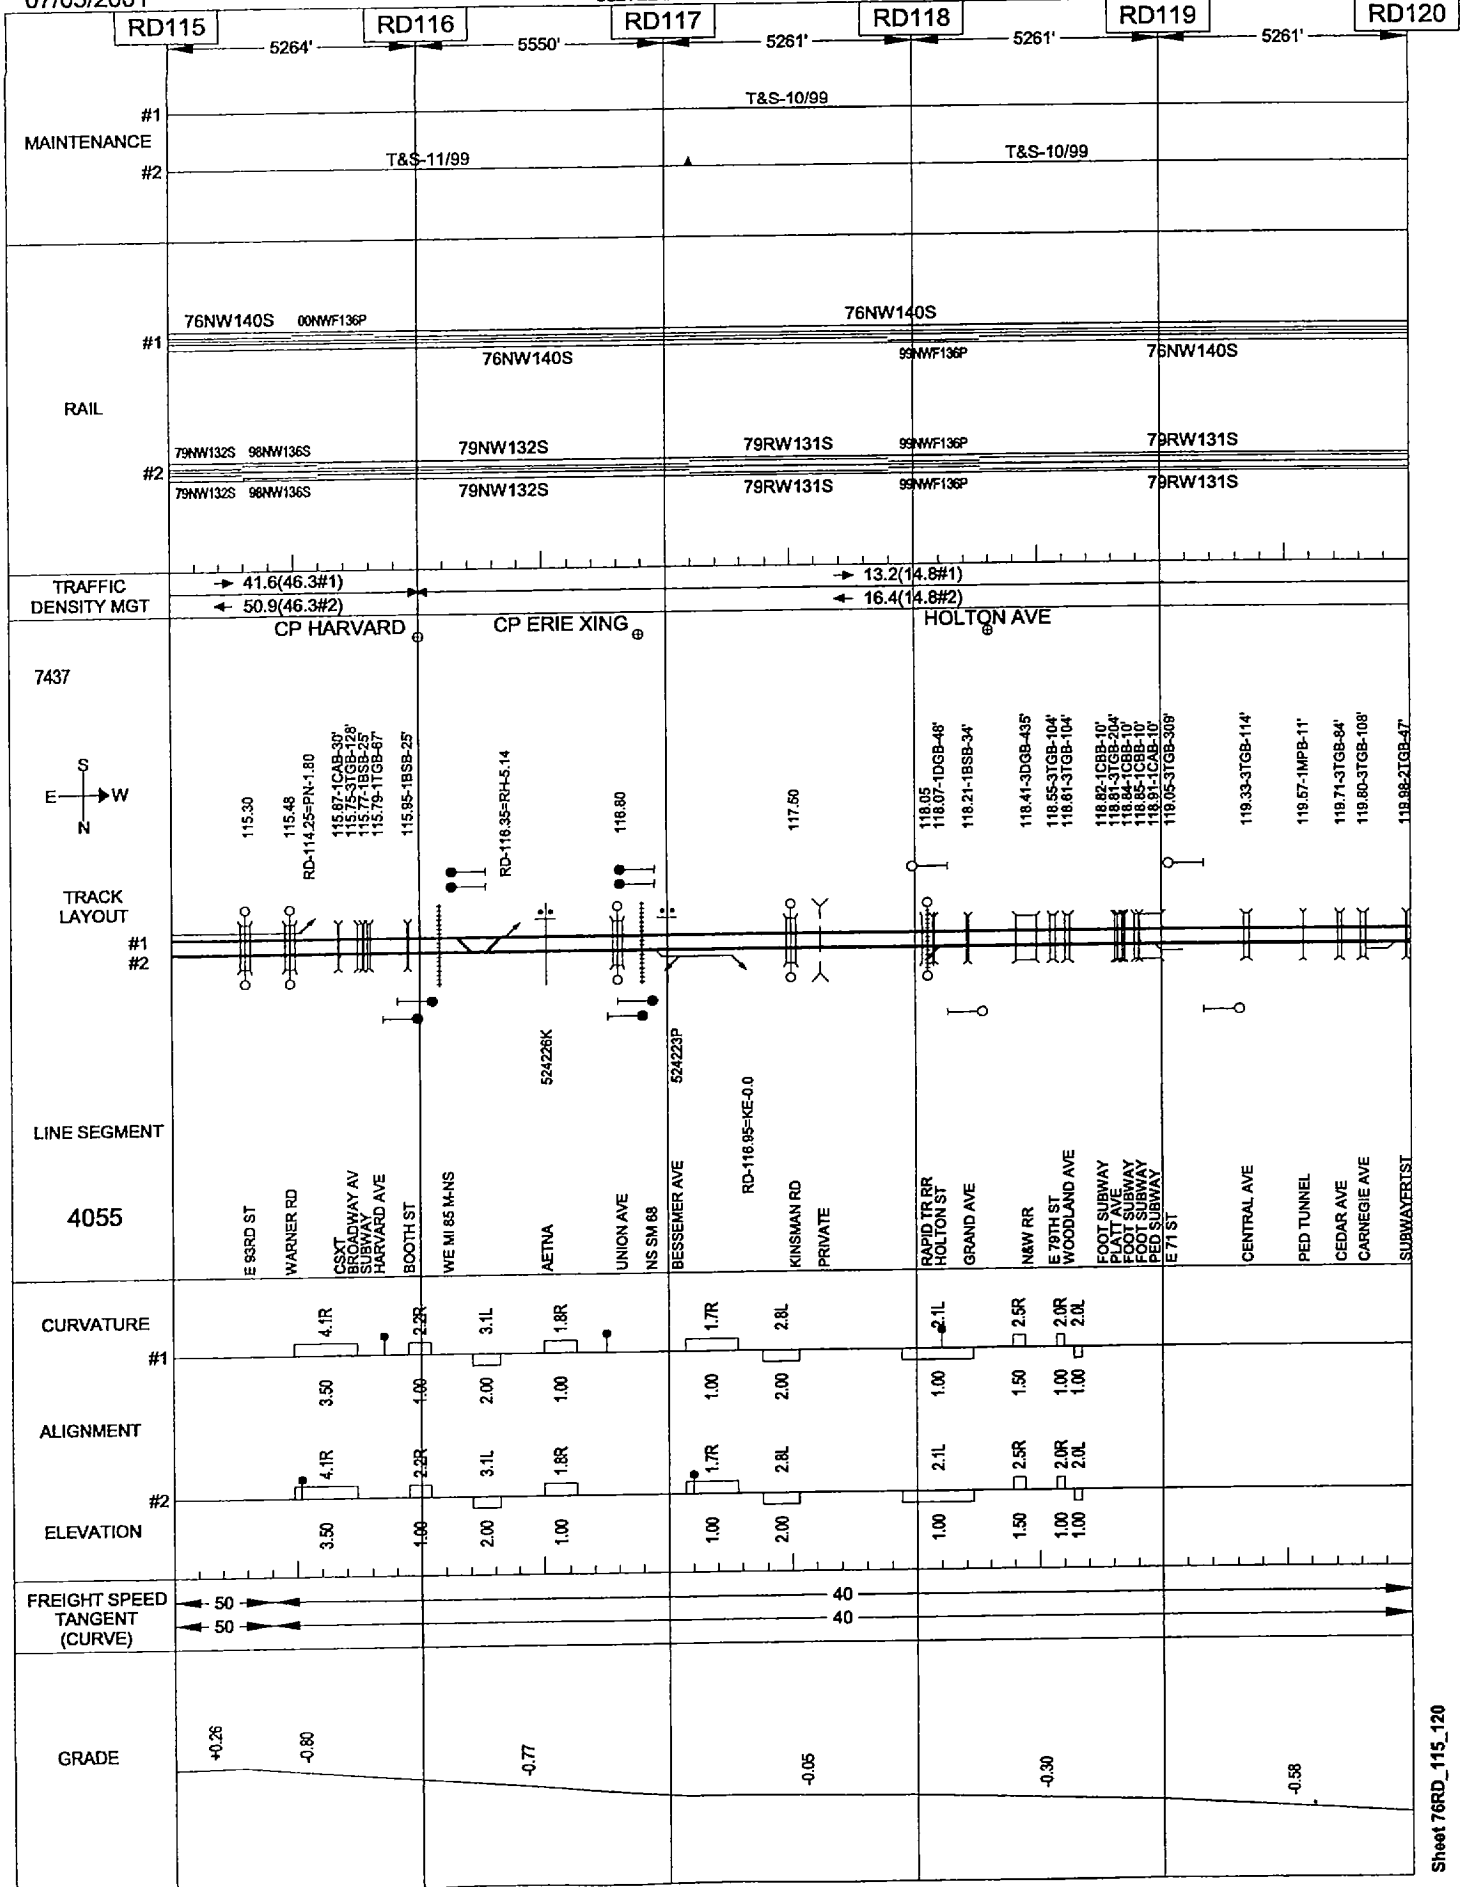 07/05/2001
RD115
RD116
RD117
RD118
RD119
RD120
5264'
5550'
5261'
5261'
5261'
MAINTENANCE
#1
T&S-10/99
#2
T&S-11/99
T&S-10/99
RAIL
#1
76NW140S
00NWF136P
76NW140S
76NW140S
99NWF136P
76NW140S
#2
79NW132S
98NW136S
79NW132S
79RW131S
99NWF136P
79RW131S
79NW132S
98NW136S
79NW132S
79RW131S
99NWF136P
79RW131S
TRAFFIC
DENSITY MGT
41.6(46.3#1)
13.2(14.8#1)
50.9(46.3#2)
16.4(14.8#2)
CP HARVARD
CP ERIE XING
HOLTON AVE
7437
S
E
W
N
115.30
115.48
RD-114.25=PN-1.80
115.67-1CAB-30'
115.75-3TGB-128'
115.77-1BSB-25'
115.79-1TGB-67'
115.95-1BSB-25'
RD-116.35=RH-5.14
116.80
117.50
118.05
118.07-1DGB-48'
118.21-1BSB-34'
118.41-3DGB-435'
118.55-3TGB-104'
118.61-3TGB-104'
118.82-1CBB-10'
118.81-3TGB-204'
118.84-1CBB-10'
118.85-1CBB-10'
118.91-1CAB-10'
119.05-3TGB-309'
119.33-3TGB-114'
119.57-1MPB-11'
119.71-3TGB-84'
119.80-3TGB-108'
119.98-2TGB-47'
TRACK
LAYOUT
#1
#2
524226K
524223P
RD-116.95=KE-0.0
LINE SEGMENT
4055
E 93RD ST
WARNER RD
CSXT
BROADWAY AV
SUBWAY
HARVARD AVE
BOOTH ST
WE MI 85 M-NS
AETNA
UNION AVE
NS SM 68
BESSEMER AVE
KINSMAN RD
PRIVATE
RAPID TR RR
HOLTON ST
GRAND AVE
N&W RR
E 79TH ST
WOODLAND AVE
FOOT SUBWAY
PLATT AVE
FOOT SUBWAY
FOOT SUBWAY
PED SUBWAY
E 71 ST
CENTRAL AVE
PED TUNNEL
CEDAR AVE
CARNEGIE AVE
SUBWAYFRTST
CURVATURE
#1
4.1R
2.2R
3.1L
1.8R
1.7R
2.8L
2.1L
2.5R
2.0R
2.0L
3.50
1.00
2.00
1.00
1.00
2.00
1.00
1.50
1.00
1.00
ALIGNMENT
#2
4.1R
2.2R
3.1L
1.8R
1.7R
2.8L
2.1L
2.5R
2.0R
2.0L
ELEVATION
3.50
1.00
2.00
1.00
1.00
2.00
1.00
1.50
1.00
1.00
FREIGHT SPEED
TANGENT
(CURVE)
50
40
50
40
GRADE
+0.26
-0.80
-0.77
-0.05
-0.30
-0.58
Sheet 76RD_115_120